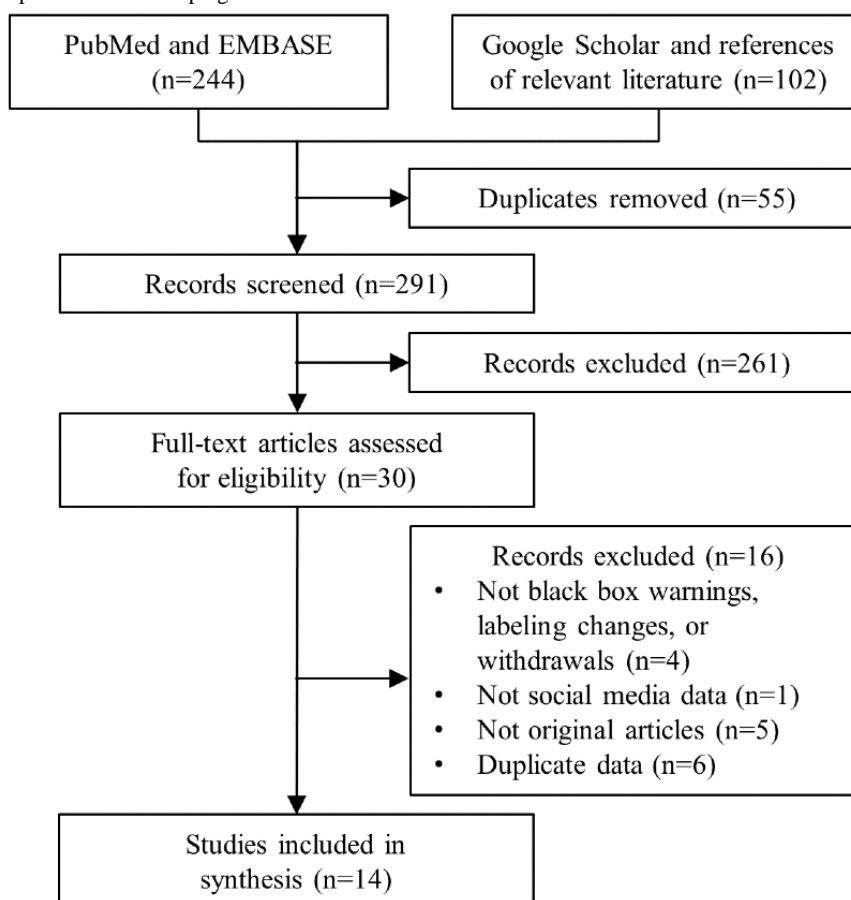 PubMed and EMBASE
(n=244)
Google Scholar and references
of relevant literature (n=102)
Duplicates removed (n=55)
Records screened (n=291)
Records excluded (n=261)
Full-text articles assessed
for eligibility (n=30)
Records excluded (n=16)
• Not black box warnings,
labeling changes, or
withdrawals (n=4)
• Not social media data (n=1)
• Not original articles (n=5)
• Duplicate data (n=6)
Studies included in
synthesis (n=14)